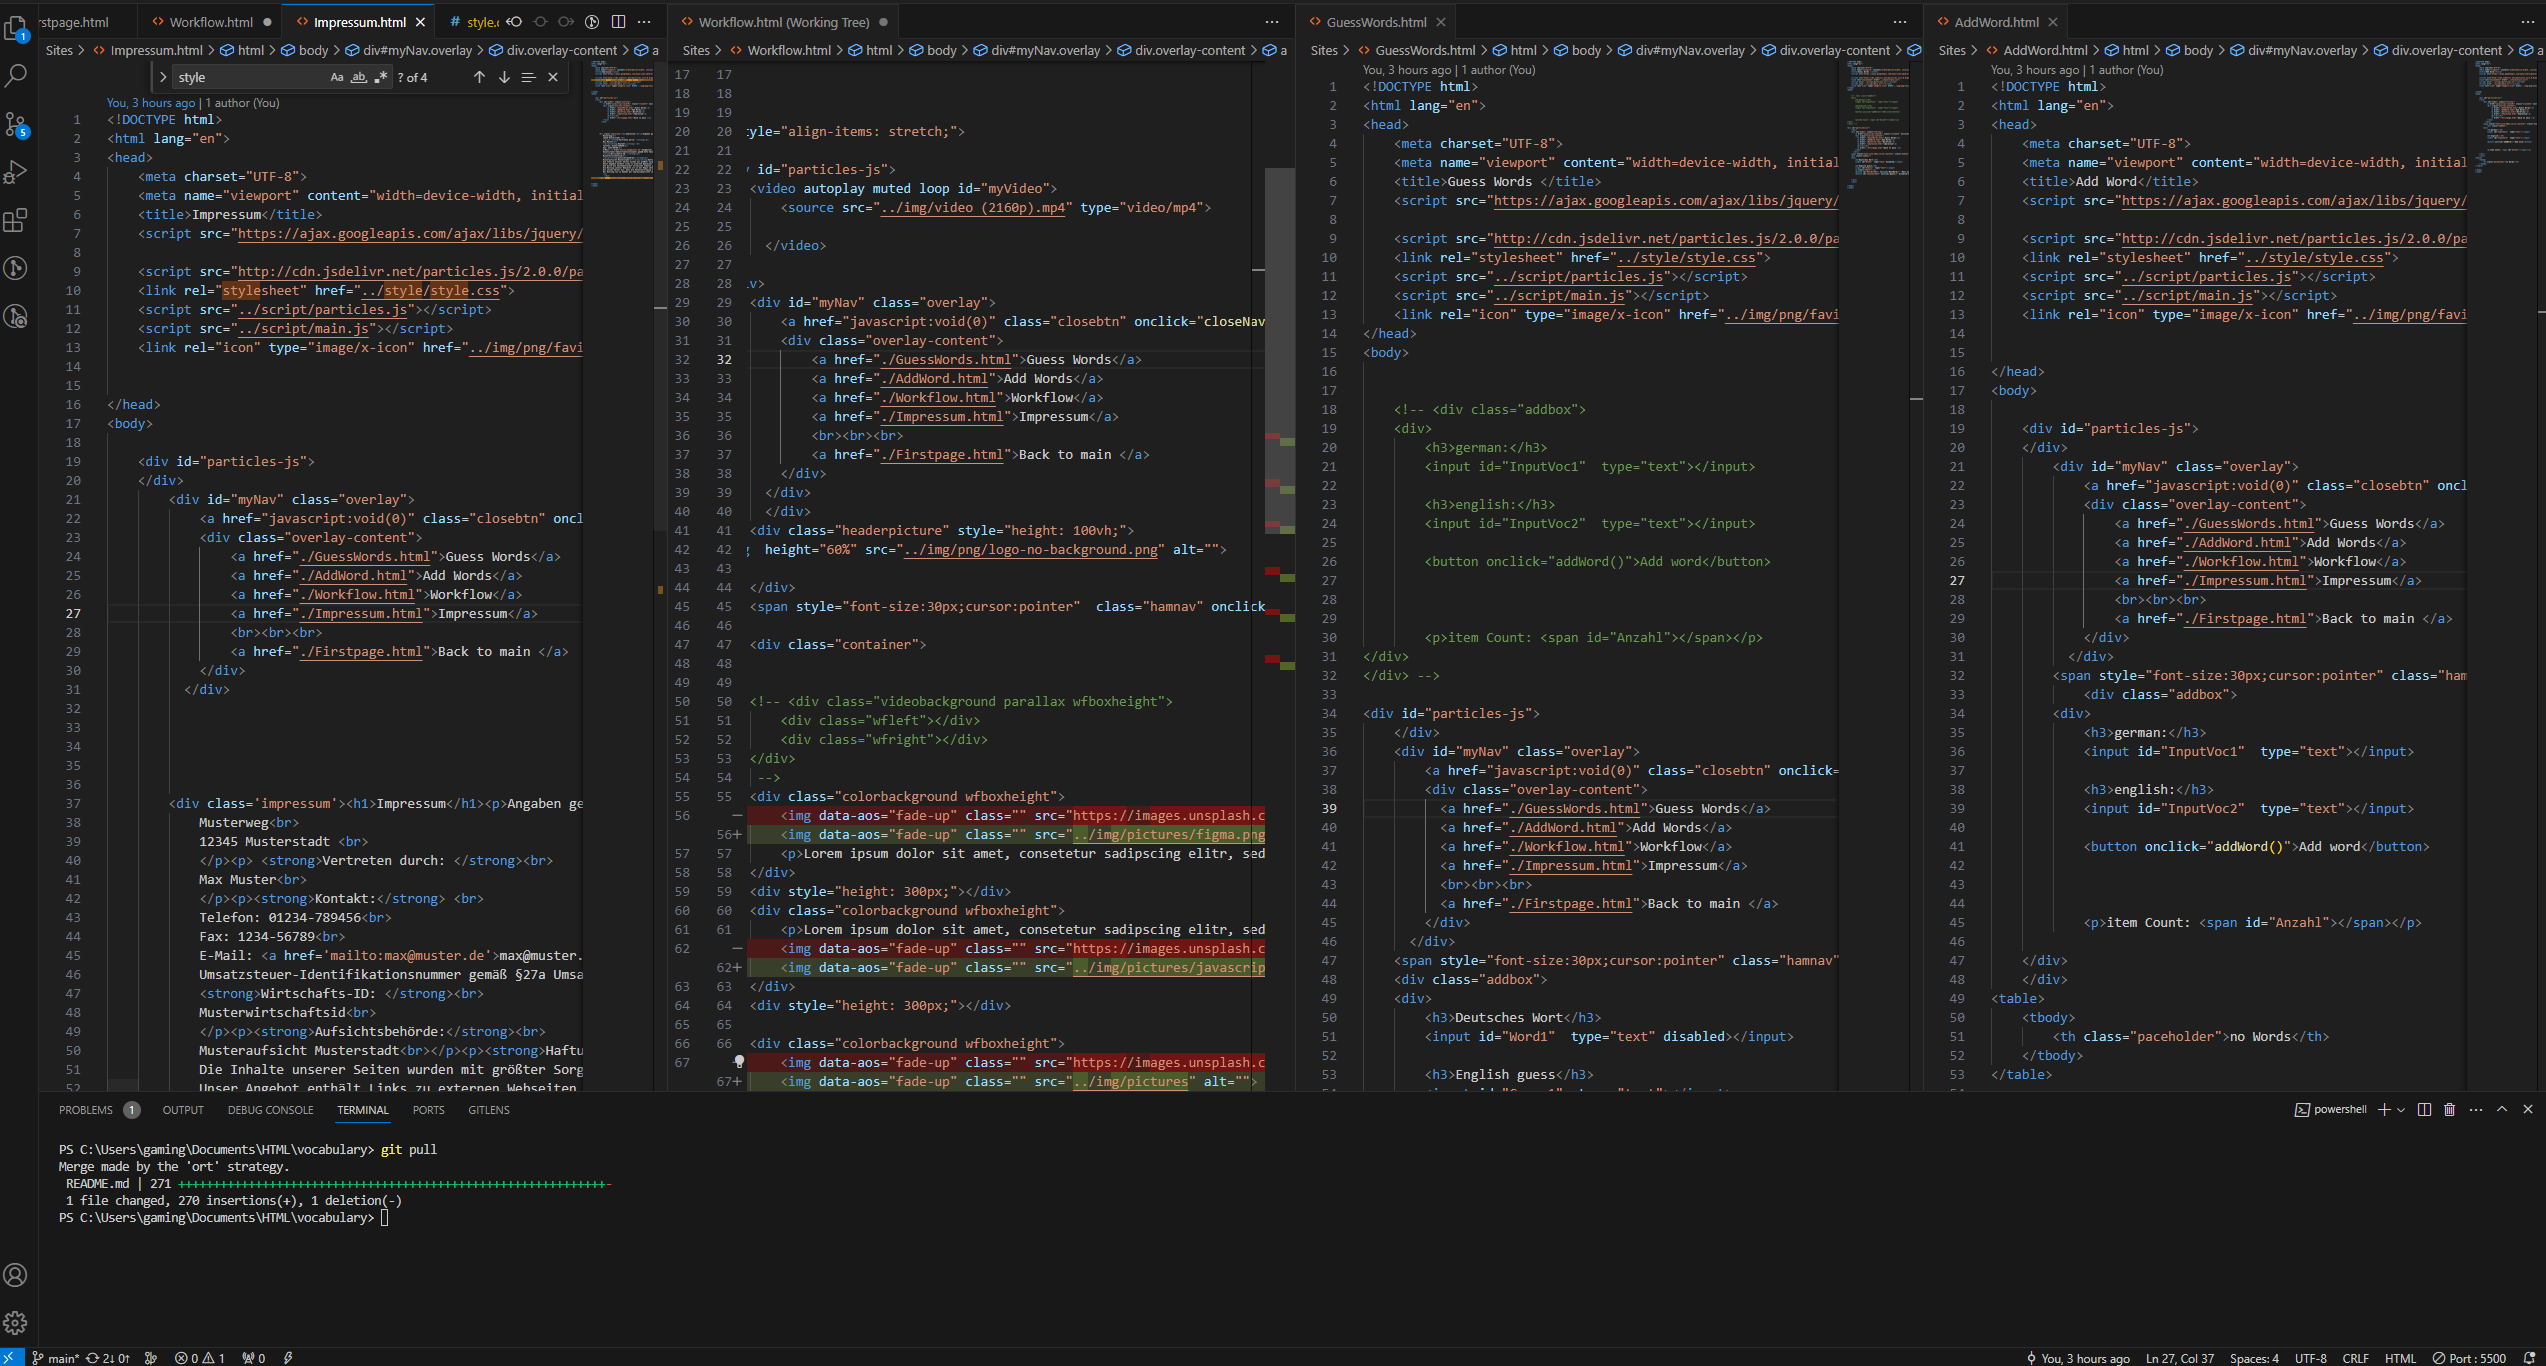 stpage.html
Workflow.html
Impressum.html
style.c
Sites > Impressum.html > html > body > div#myNav.overlay > div.overlay-content > a
style
Aa ab .* ? of 4
You, 3 hours ago | 1 author (You)
1 <!DOCTYPE html>
2 <html lang="en">
3 <head>
4 <meta charset="UTF-8">
5 <meta name="viewport" content="width=device-width, initial
6 <title>Impressum</title>
7 <script src="https://ajax.googleapis.com/ajax/libs/jquery/
8
9 <script src="http://cdn.jsdelivr.net/particles.js/2.0.0/pa
10 <link rel="stylesheet" href="../style/style.css">
11 <script src="../script/particles.js"></script>
12 <script src="../script/main.js"></script>
13 <link rel="icon" type="image/x-icon" href="../img/png/favi
14
15
16 </head>
17 <body>
18
19 <div id="particles-js">
20 </div>
21 <div id="myNav" class="overlay">
22 <a href="javascript:void(0)" class="closebtn" oncl
23 <div class="overlay-content">
24 <a href="./GuessWords.html">Guess Words</a>
25 <a href="./AddWord.html">Add Words</a>
26 <a href="./Workflow.html">Workflow</a>
27 <a href="./Impressum.html">Impressum</a>
28 <br><br><br>
29 <a href="./Firstpage.html">Back to main </a>
30 </div>
31 </div>
32
33
34
35
36
37 <div class='impressum'><h1>Impressum</h1><p>Angaben ge
38 Musterweg<br>
39 12345 Musterstadt <br>
40 </p><p> <strong>Vertreten durch: </strong><br>
41 Max Muster<br>
42 </p><p><strong>Kontakt:</strong> <br>
43 Telefon: 01234-789456<br>
44 Fax: 1234-56789<br>
45 E-Mail: <a href='mailto:max@muster.de'>max@muster.
46 Umsatzsteuer-Identifikationsnummer gemäß §27a Umsa
47 <strong>Wirtschafts-ID: </strong><br>
48 Musterwirtschaftsid<br>
49 </p><p><strong>Aufsichtsbehörde:</strong><br>
50 Musteraufsicht Musterstadt<br></p><p><strong>Haftu
51 Die Inhalte unserer Seiten wurden mit größter Sorg
52 Unser Angebot enthält Links zu externen Webseiten
Workflow.html (Working Tree)
Sites > Workflow.html > html > body > div#myNav.overlay > div.overlay-content > a
17 17
18 18
19 19
20 20 tyle="align-items: stretch;">
21 21
22 22 id="particles-js">
23 23 <video autoplay muted loop id="myVideo">
24 24 <source src="../img/video (2160p).mp4" type="video/mp4">
25 25
26 26 </video>
27 27
28 28 .v>
29 29 <div id="myNav" class="overlay">
30 30 <a href="javascript:void(0)" class="closebtn" onclick="closeNav
31 31 <div class="overlay-content">
32 32 <a href="./GuessWords.html">Guess Words</a>
33 33 <a href="./AddWord.html">Add Words</a>
34 34 <a href="./Workflow.html">Workflow</a>
35 35 <a href="./Impressum.html">Impressum</a>
36 36 <br><br><br>
37 37 <a href="./Firstpage.html">Back to main </a>
38 38 </div>
39 39 </div>
40 40 </div>
41 41 <div class="headerpicture" style="height: 100vh;">
42 42 height="60%" src="../img/png/logo-no-background.png" alt="">
43 43
44 44 </div>
45 45 <span style="font-size:30px;cursor:pointer" class="hamnav" onclick
46 46
47 47 <div class="container">
48 48
49 49
50 50 <!-- <div class="videobackground parallax wfboxheight">
51 51 <div class="wfleft"></div>
52 52 <div class="wfright"></div>
53 53 </div>
54 54 -->
55 55 <div class="colorbackground wfboxheight">
56 — <img data-aos="fade-up" class="" src="https://images.unsplash.c
56+ <img data-aos="fade-up" class="" src="../img/pictures/figma.png
57 57 <p>Lorem ipsum dolor sit amet, consetetur sadipscing elitr, sed
58 58 </div>
59 59 <div style="height: 300px;"></div>
60 60 <div class="colorbackground wfboxheight">
61 61 <p>Lorem ipsum dolor sit amet, consetetur sadipscing elitr, sed
62 — <img data-aos="fade-up" class="" src="https://images.unsplash.c
62+ <img data-aos="fade-up" class="" src="../img/pictures/javascrip
63 63 </div>
64 64 <div style="height: 300px;"></div>
65 65
66 66 <div class="colorbackground wfboxheight">
67 <img data-aos="fade-up" class="" src="https://images.unsplash.c
67+ <img data-aos="fade-up" class="" src="../img/pictures" alt="">
GuessWords.html
Sites > GuessWords.html > html > body > div#myNav.overlay > div.overlay-content >
You, 3 hours ago | 1 author (You)
1 <!DOCTYPE html>
2 <html lang="en">
3 <head>
4 <meta charset="UTF-8">
5 <meta name="viewport" content="width=device-width, initial
6 <title>Guess Words </title>
7 <script src="https://ajax.googleapis.com/ajax/libs/jquery/
8
9 <script src="http://cdn.jsdelivr.net/particles.js/2.0.0/pa
10 <link rel="stylesheet" href="../style/style.css">
11 <script src="../script/particles.js"></script>
12 <script src="../script/main.js"></script>
13 <link rel="icon" type="image/x-icon" href="../img/png/favi
14 </head>
15 <body>
16
17
18 <!-- <div class="addbox">
19 <div>
20 <h3>german:</h3>
21 <input id="InputVoc1"  type="text"></input>
22
23 <h3>english:</h3>
24 <input id="InputVoc2"  type="text"></input>
25
26 <button onclick="addWord()">Add word</button>
27
28
29
30 <p>item Count: <span id="Anzahl"></span></p>
31 </div>
32 </div> -->
33
34 <div id="particles-js">
35 </div>
36 <div id="myNav" class="overlay">
37 <a href="javascript:void(0)" class="closebtn" onclick=
38 <div class="overlay-content">
39 <a href="./GuessWords.html">Guess Words</a>
40 <a href="./AddWord.html">Add Words</a>
41 <a href="./Workflow.html">Workflow</a>
42 <a href="./Impressum.html">Impressum</a>
43 <br><br><br>
44 <a href="./Firstpage.html">Back to main </a>
45 </div>
46 </div>
47 <span style="font-size:30px;cursor:pointer" class="hamnav"
48 <div class="addbox">
49 <div>
50 <h3>Deutsches Wort</h3>
51 <input id="Word1"  type="text" disabled></input>
52
53 <h3>English guess</h3>
AddWord.html
Sites > AddWord.html > html > body > div#myNav.overlay > div.overlay-content > a
You, 3 hours ago | 1 author (You)
1 <!DOCTYPE html>
2 <html lang="en">
3 <head>
4 <meta charset="UTF-8">
5 <meta name="viewport" content="width=device-width, initial
6 <title>Add Word</title>
7 <script src="https://ajax.googleapis.com/ajax/libs/jquery/
8
9 <script src="http://cdn.jsdelivr.net/particles.js/2.0.0/pa
10 <link rel="stylesheet" href="../style/style.css">
11 <script src="../script/particles.js"></script>
12 <script src="../script/main.js"></script>
13 <link rel="icon" type="image/x-icon" href="../img/png/favi
14
15
16 </head>
17 <body>
18
19 <div id="particles-js">
20 </div>
21 <div id="myNav" class="overlay">
22 <a href="javascript:void(0)" class="closebtn" oncl
23 <div class="overlay-content">
24 <a href="./GuessWords.html">Guess Words</a>
25 <a href="./AddWord.html">Add Words</a>
26 <a href="./Workflow.html">Workflow</a>
27 <a href="./Impressum.html">Impressum</a>
28 <br><br><br>
29 <a href="./Firstpage.html">Back to main </a>
30 </div>
31 </div>
32 <span style="font-size:30px;cursor:pointer" class="ham
33 <div class="addbox">
34 <div>
35 <h3>german:</h3>
36 <input id="InputVoc1"  type="text"></input>
37
38 <h3>english:</h3>
39 <input id="InputVoc2"  type="text"></input>
40
41 <button onclick="addWord()">Add word</button>
42
43
44
45 <p>item Count: <span id="Anzahl"></span></p>
46
47 </div>
48 </div>
49 <table>
50 <tbody>
51 <th class="paceholder">no Words</th>
52 </tbody>
53 </table>
1
5
PROBLEMS 1 OUTPUT DEBUG CONSOLE TERMINAL PORTS GITLENS
powershell
PS C:\Users\gaming\Documents\HTML\vocabulary> git pull
Merge made by the 'ort' strategy.
README.md | 271 ++++++++++++++++++++++++++++++++++++++++++++++++++++++++++++-
1 file changed, 270 insertions(+), 1 deletion(-)
PS C:\Users\gaming\Documents\HTML\vocabulary>
main* 2↓ 0↑ 0 1 0
You, 3 hours ago Ln 27, Col 37 Spaces: 4 UTF-8 CRLF HTML Port : 5500